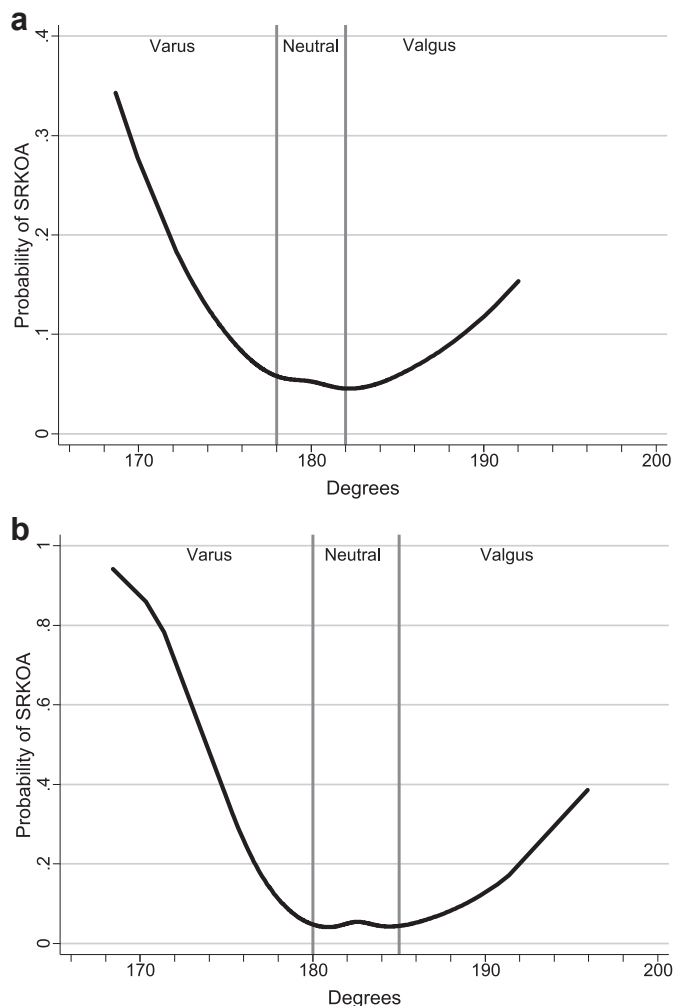 a
Varus Neutral Valgus
.4
.3
.2
.1
0
Probability of SRKOA
170 180 190 200
Degrees
b
Varus Neutral Valgus
1
.8
.6
.4
.2
0
Probability of SRKOA
170 180 190 200
Degrees